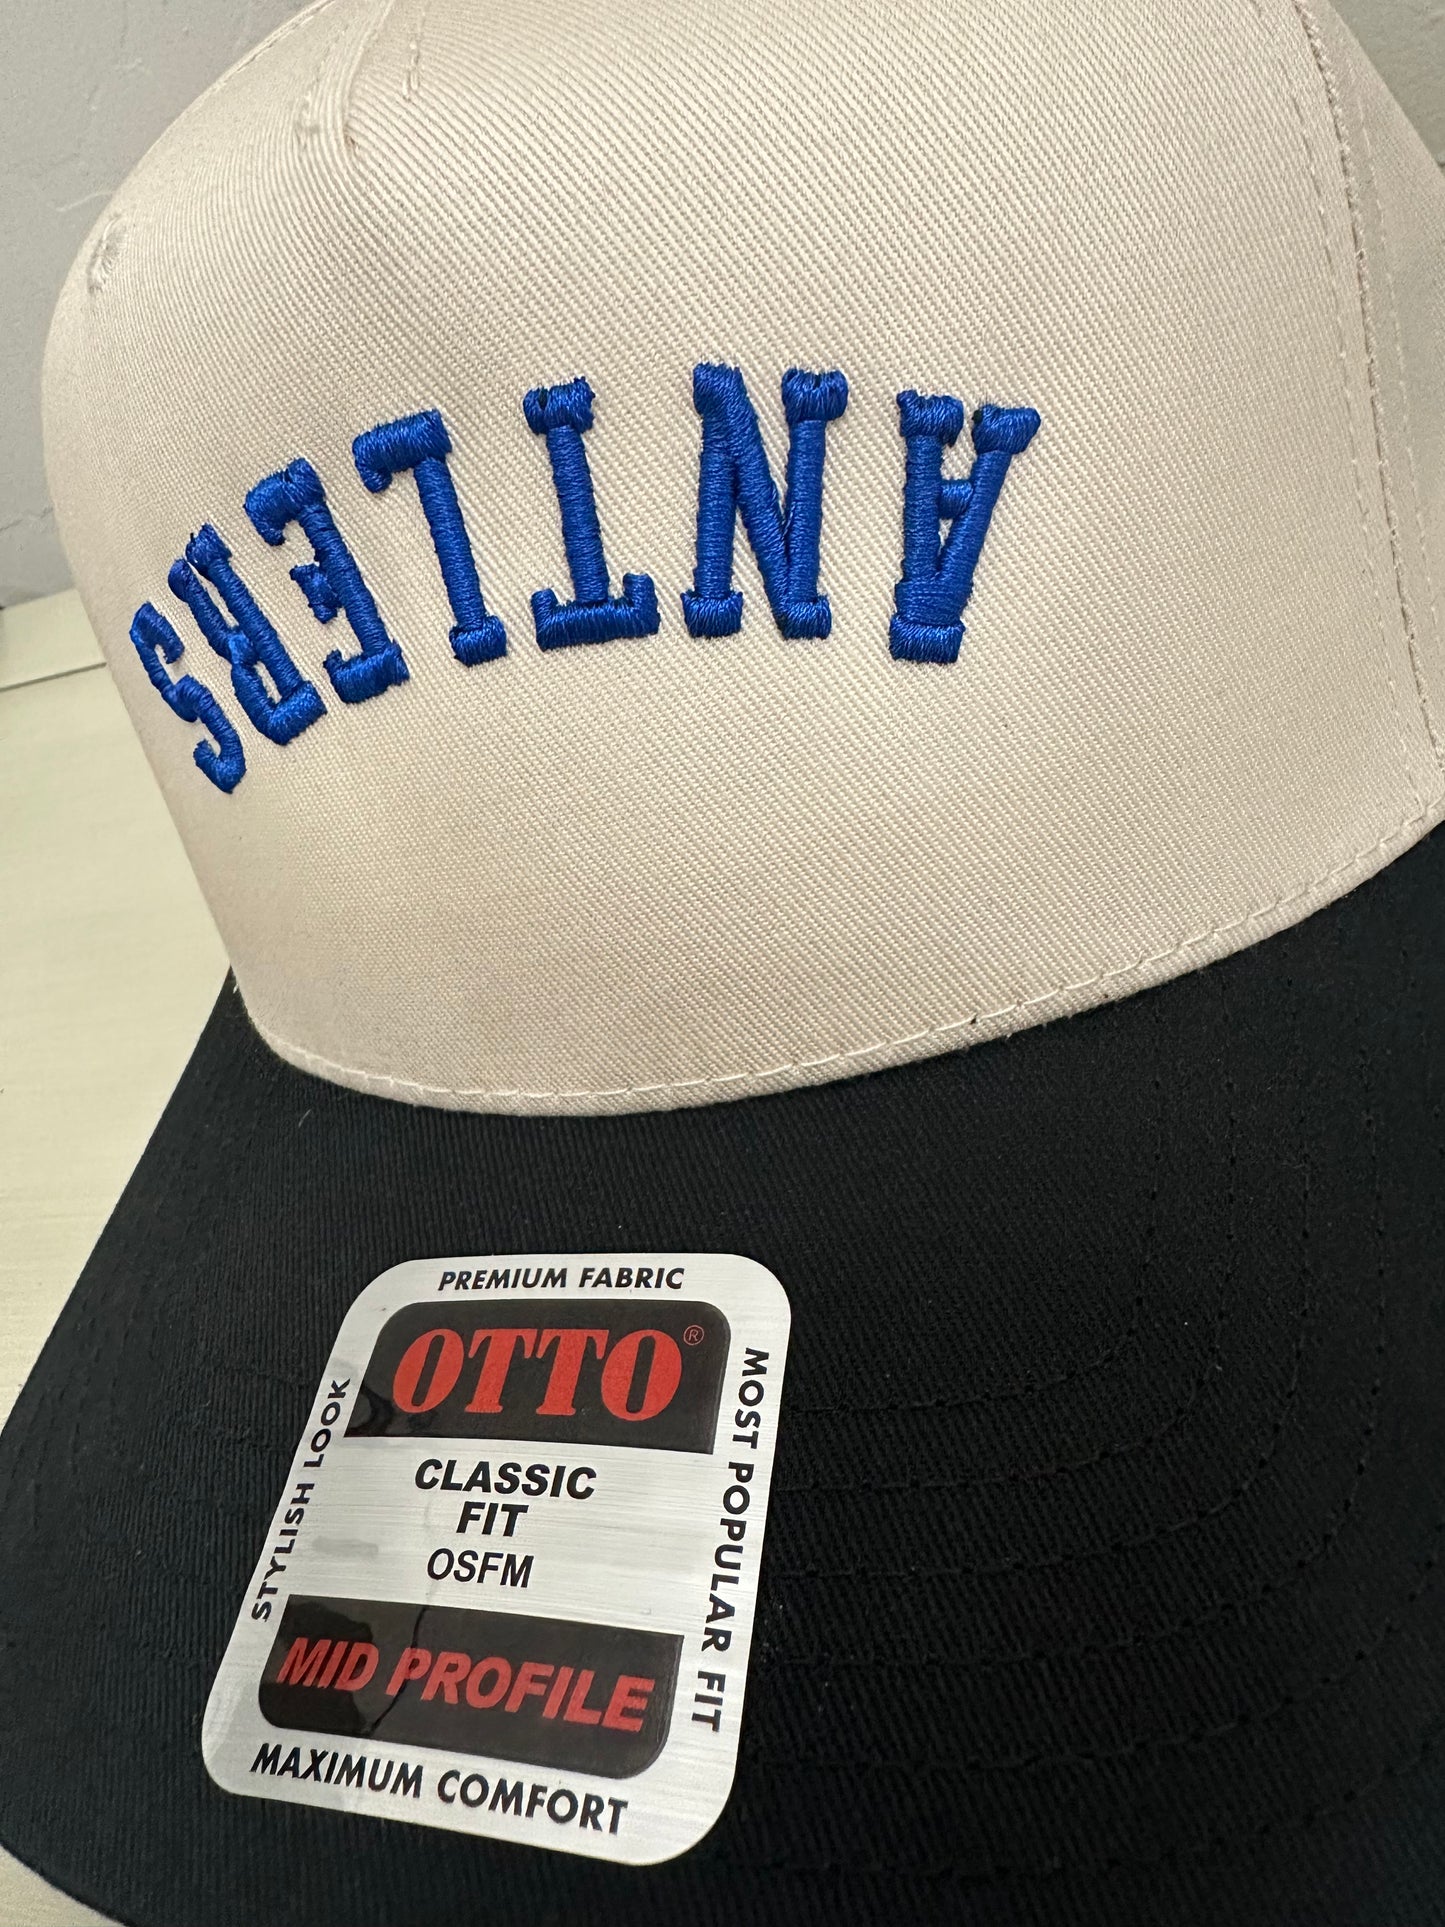 ANTLERS
PREMIUM FABRIC
OTTO®
STYLISH LOOK
MOST POPULAR FIT
CLASSIC
FIT
OSFM
MID PROFILE
MAXIMUM COMFORT